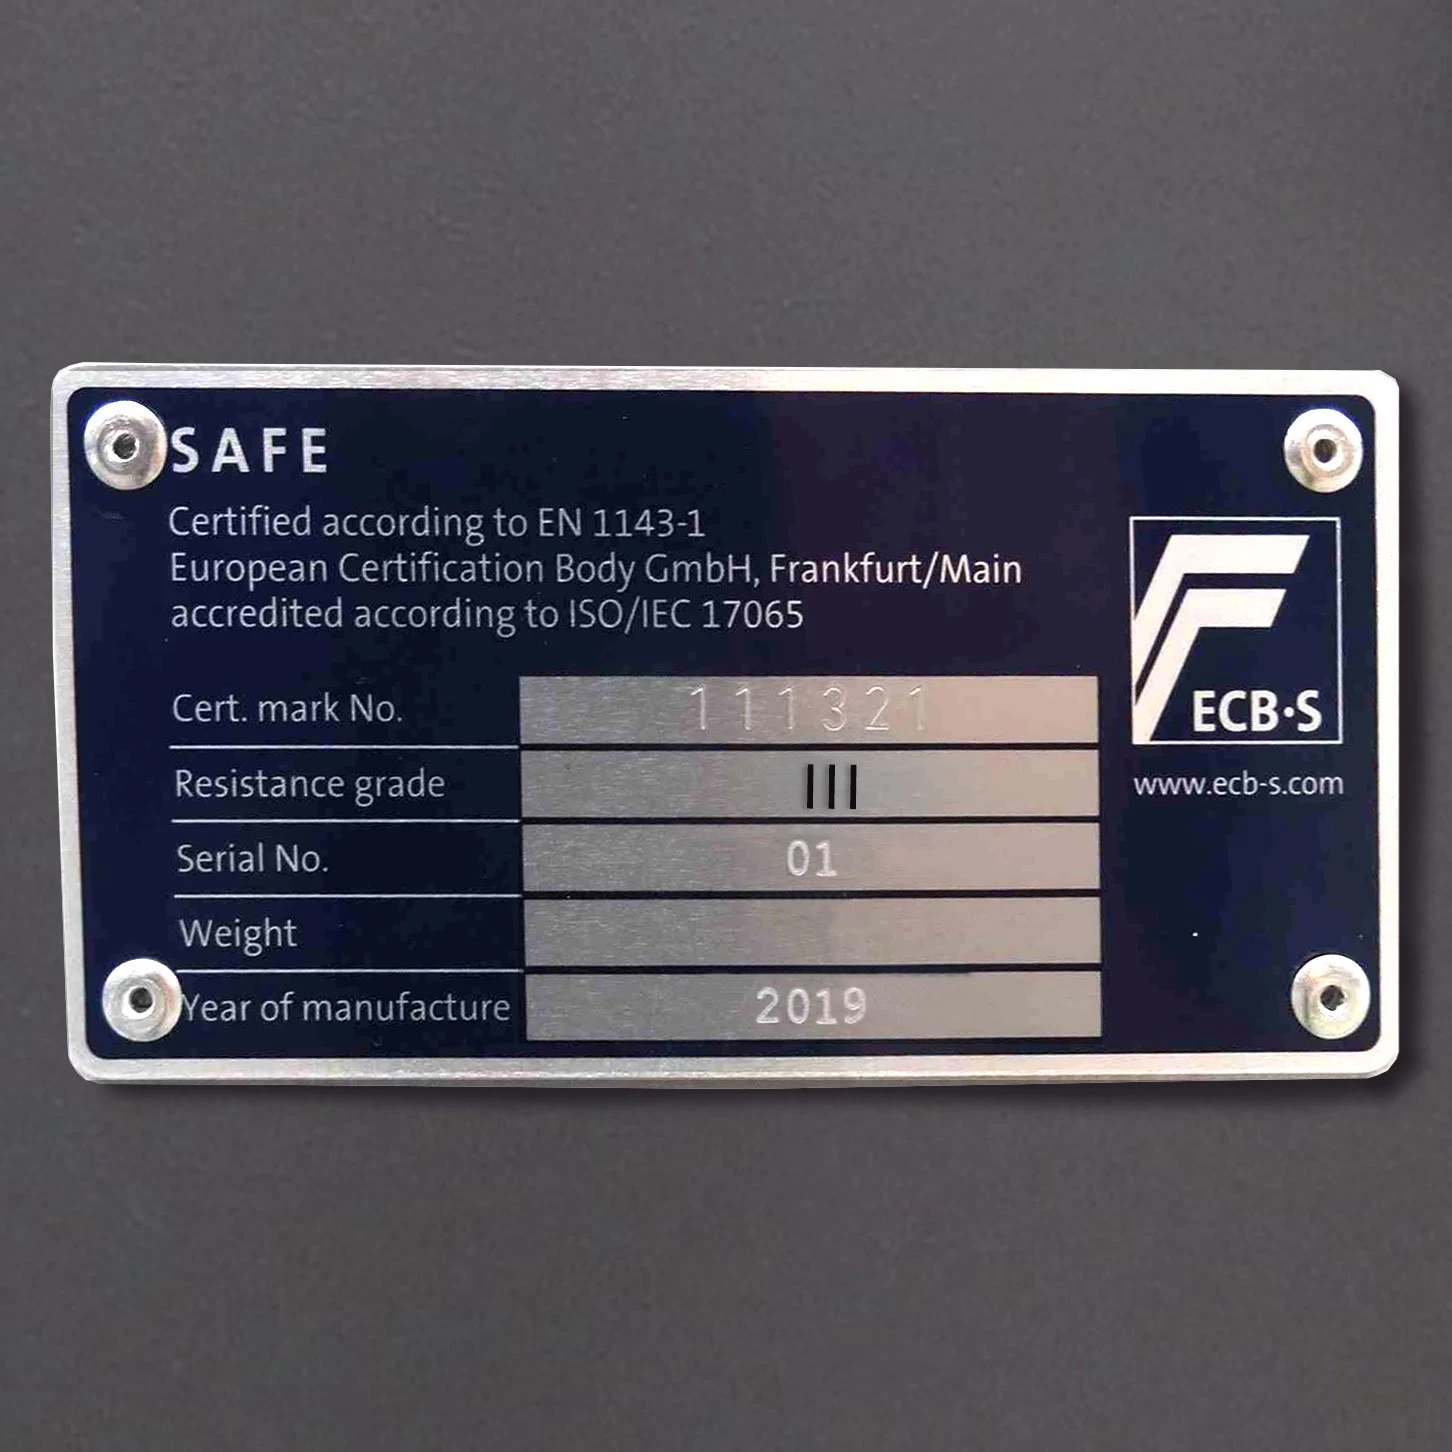 SAFE
Certified according to EN 1143-1
European Certification Body GmbH, Frankfurt/Main
accredited according to ISO/IEC 17065
Cert. mark No. 111321
Resistance grade III
Serial No. 01
Weight
Year of manufacture 2019
ECB·S
www.ecb-s.com